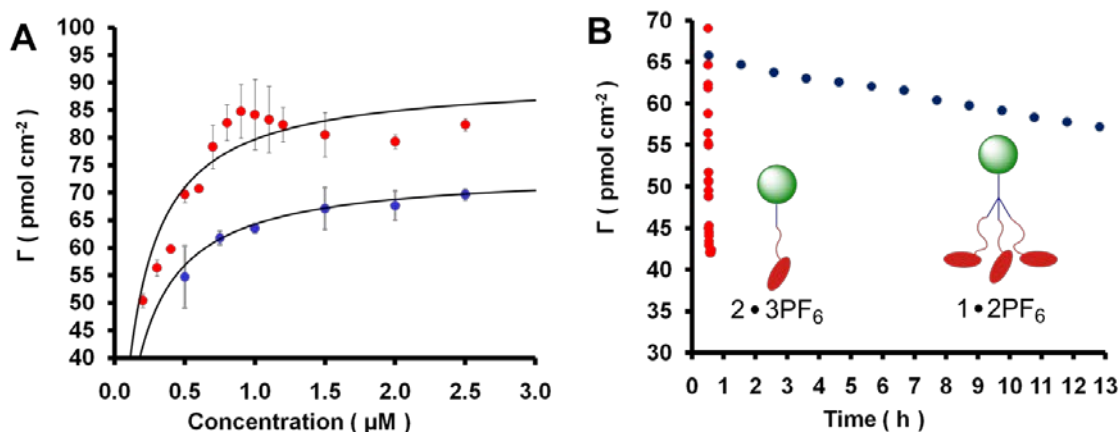 A
Γ ( pmol cm⁻²)
100
95
90
85
80
75
70
65
60
55
50
45
40
0.0 0.5 1.0 1.5 2.0 2.5 3.0
Concentration ( µM )
B
Γ ( pmol cm⁻²)
70
65
60
55
50
45
40
35
30
2 • 3PF₆ 1 • 2PF₆
0 1 2 3 4 5 6 7 8 9 10 11 12 13
Time ( h )